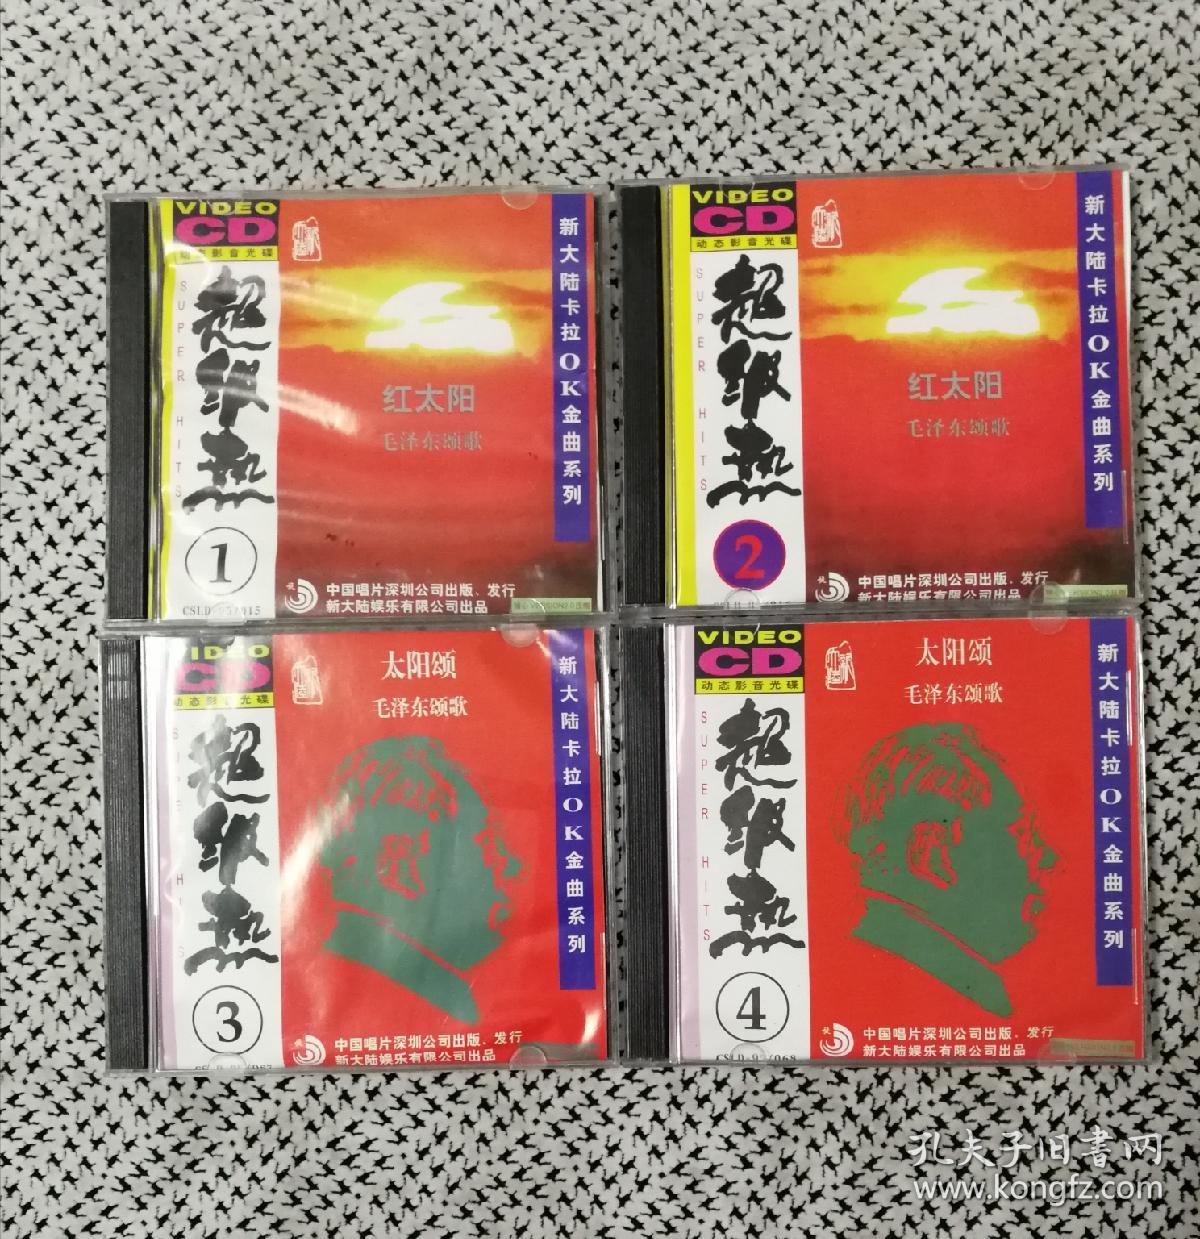 VIDEO
CD
动态影音光碟
超级热
SUPER HITS
1
红太阳
毛泽东颂歌
新大陆卡拉OK金曲系列
中国唱片深圳公司出版、发行
新大陆娱乐有限公司出品
VIDEO
CD
动态影音光碟
超级热
SUPER HITS
2
红太阳
毛泽东颂歌
新大陆卡拉OK金曲系列
中国唱片深圳公司出版、发行
新大陆娱乐有限公司出品
VIDEO
CD
动态影音光碟
超级热
3
太阳颂
毛泽东颂歌
新大陆卡拉OK金曲系列
中国唱片深圳公司出版、发行
新大陆娱乐有限公司出品
VIDEO
CD
动态影音光碟
超级热
SUPER HITS
4
太阳颂
毛泽东颂歌
新大陆卡拉OK金曲系列
中国唱片深圳公司出版、发行
新大陆娱乐有限公司出品
孔夫子旧书网
www.kongfz.com